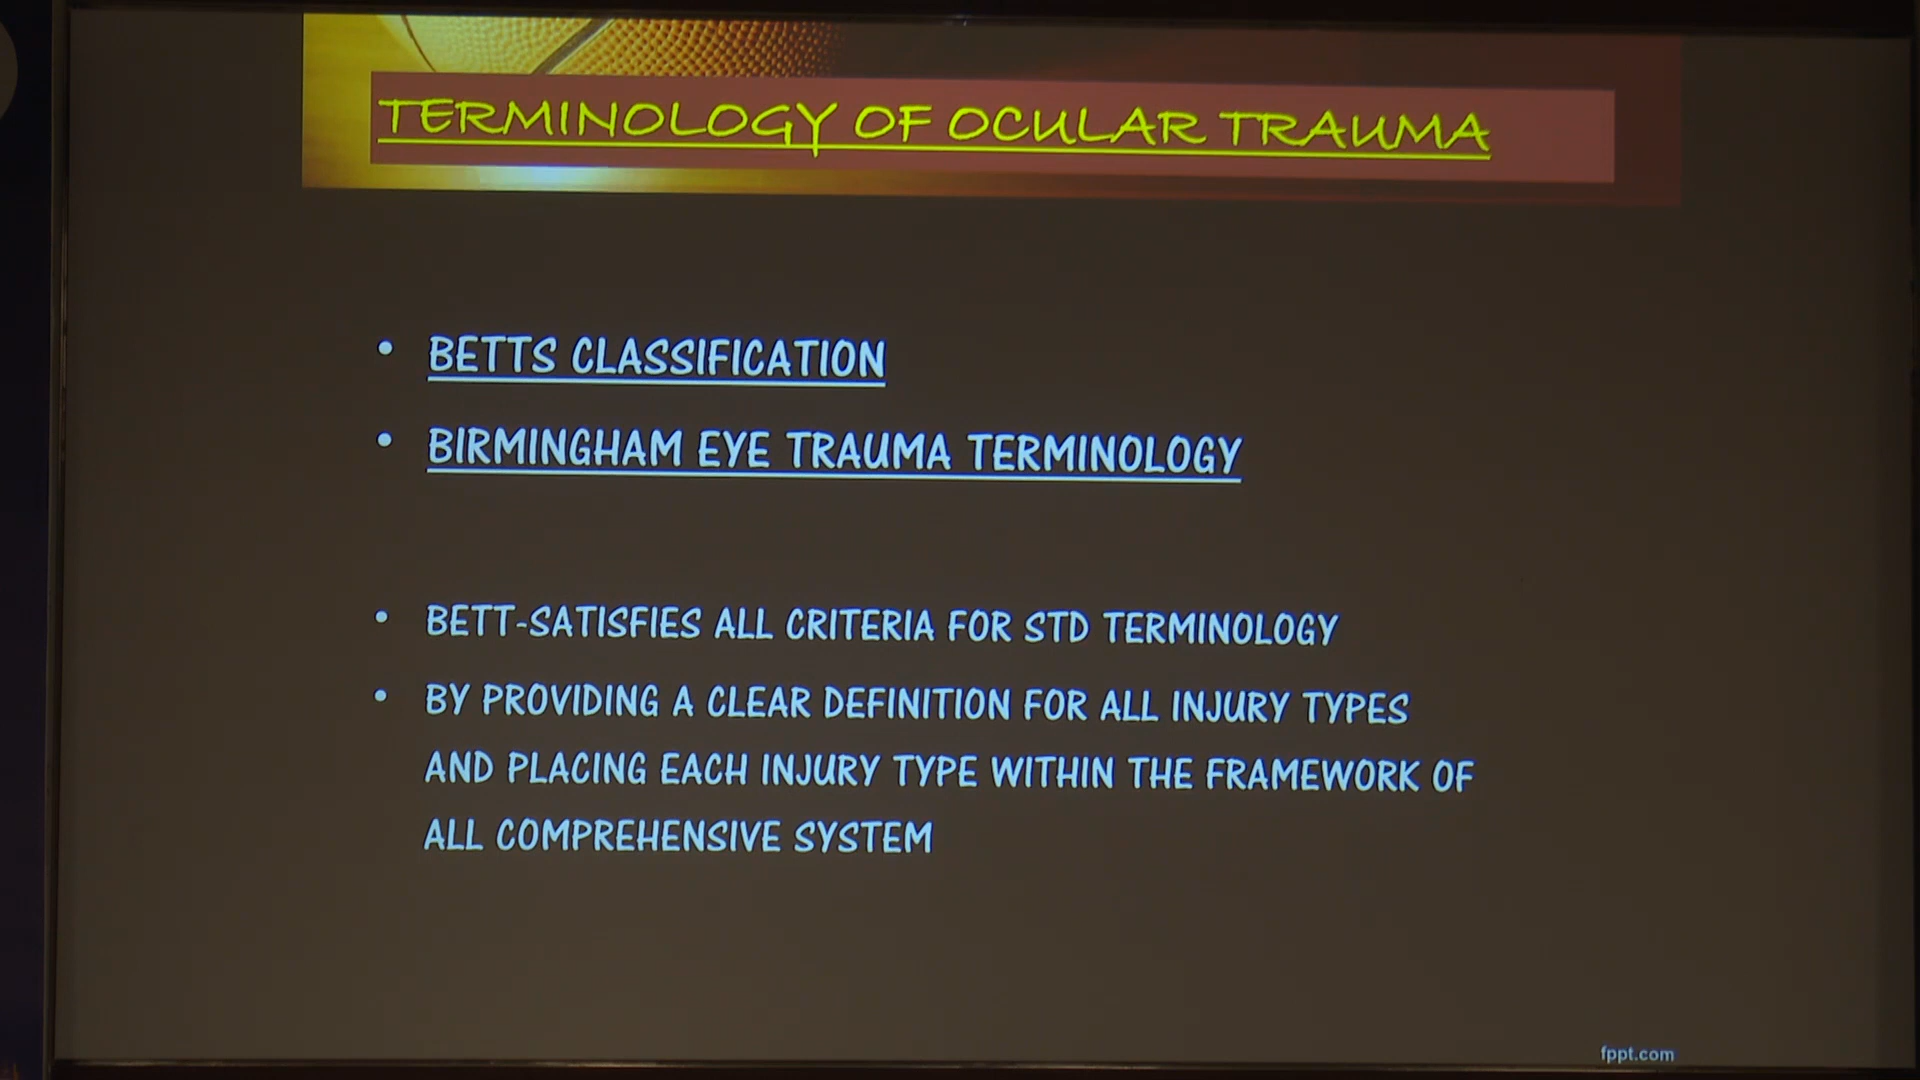 TERMINOLOGY OF OCULAR TRAUMA
• BETTS CLASSIFICATION
• BIRMINGHAM EYE TRAUMA TERMINOLOGY
• BETT-SATISFIES ALL CRITERIA FOR STD TERMINOLOGY
• BY PROVIDING A CLEAR DEFINITION FOR ALL INJURY TYPES
AND PLACING EACH INJURY TYPE WITHIN THE FRAMEWORK OF
ALL COMPREHENSIVE SYSTEM
fppt.com